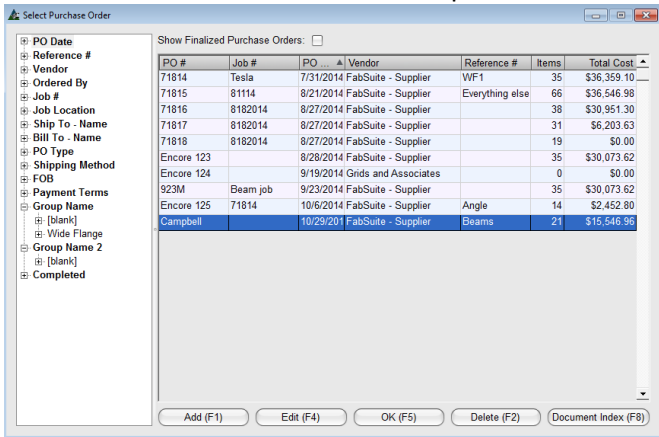 Select Purchase Order
PO Date
Reference #
Vendor
Ordered By
Job #
Job Location
Ship To - Name
Bill To - Name
PO Type
Shipping Method
FOB
Payment Terms
Group Name
[blank]
Wide Flange
Group Name 2
[blank]
Completed
Show Finalized Purchase Orders:
PO # Job # PO ... Vendor Reference # Items Total Cost
71814 Tesla 7/31/2014 FabSuite - Supplier WF1 35 $36,359.10
71815 81114 8/21/2014 FabSuite - Supplier Everything else 66 $36,546.98
71816 8182014 8/27/2014 FabSuite - Supplier 38 $30,951.30
71817 8182014 8/27/2014 FabSuite - Supplier 31 $6,203.63
71818 8182014 8/27/2014 FabSuite - Supplier 19 $0.00
Encore 123 8/28/2014 FabSuite - Supplier 35 $30,073.62
Encore 124 9/19/2014 Grids and Associates 0 $0.00
923M Beam job 9/23/2014 FabSuite - Supplier 35 $30,073.62
Encore 125 71814 10/6/2014 FabSuite - Supplier Angle 14 $2,452.80
Campbell 10/29/201 FabSuite - Supplier Beams 21 $15,546.96
Add (F1) Edit (F4) OK (F5) Delete (F2) Document Index (F8)